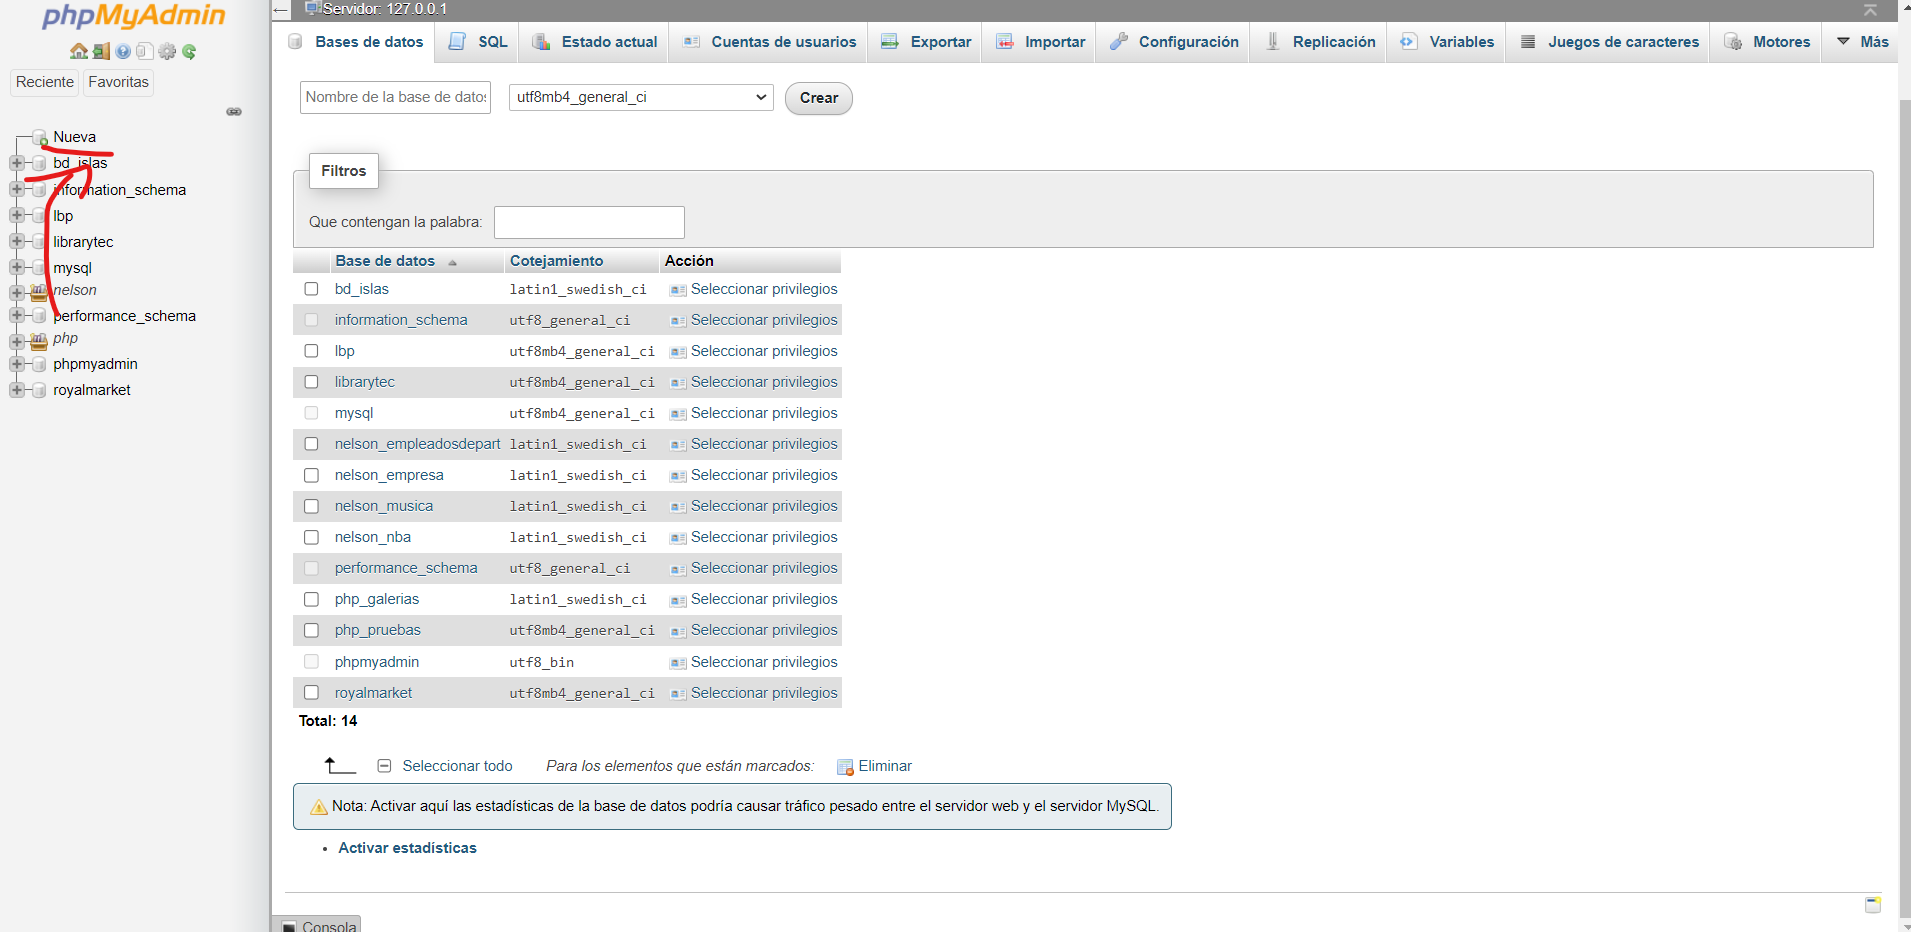 phpMyAdmin
Reciente Favoritas
Nueva
bd_islas
information_schema
lbp
librarytec
mysql
nelson
performance_schema
php
phpmyadmin
royalmarket
Servidor: 127.0.0.1
Bases de datos SQL Estado actual Cuentas de usuarios Exportar Importar Configuración Replicación Variables Juegos de caracteres Motores Más
Nombre de la base de datos utf8mb4_general_ci Crear
Filtros
Que contengan la palabra:
Base de datos Cotejamiento Acción
bd_islas latin1_swedish_ci Seleccionar privilegios
information_schema utf8_general_ci Seleccionar privilegios
lbp utf8mb4_general_ci Seleccionar privilegios
librarytec utf8mb4_general_ci Seleccionar privilegios
mysql utf8mb4_general_ci Seleccionar privilegios
nelson_empleadosdepart latin1_swedish_ci Seleccionar privilegios
nelson_empresa latin1_swedish_ci Seleccionar privilegios
nelson_musica latin1_swedish_ci Seleccionar privilegios
nelson_nba latin1_swedish_ci Seleccionar privilegios
performance_schema utf8_general_ci Seleccionar privilegios
php_galerias latin1_swedish_ci Seleccionar privilegios
php_pruebas utf8mb4_general_ci Seleccionar privilegios
phpmyadmin utf8_bin Seleccionar privilegios
royalmarket utf8mb4_general_ci Seleccionar privilegios
Total: 14
Seleccionar todo Para los elementos que están marcados: Eliminar
Nota: Activar aquí las estadísticas de la base de datos podría causar tráfico pesado entre el servidor web y el servidor MySQL.
• Activar estadísticas
Consola